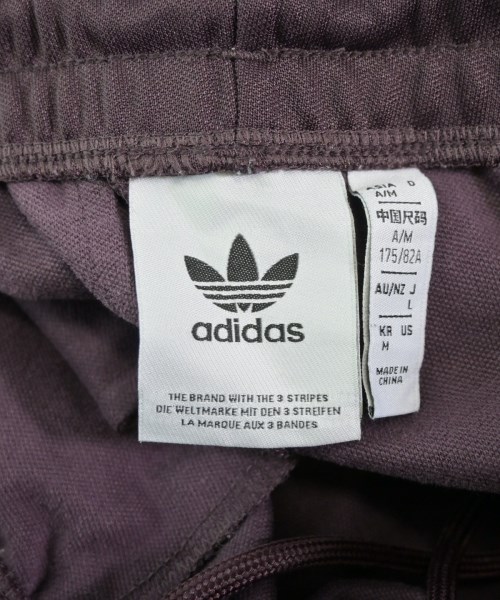 adidas
THE BRAND WITH THE 3 STRIPES
DIE WELTMARKE MIT DEN 3 STREIFEN
LA MARQUE AUX 3 BANDES
ASIA D
A/M
中国尺码
A/M
175/82A
AU/NZ J
L
KR US
M
MADE IN
CHINA